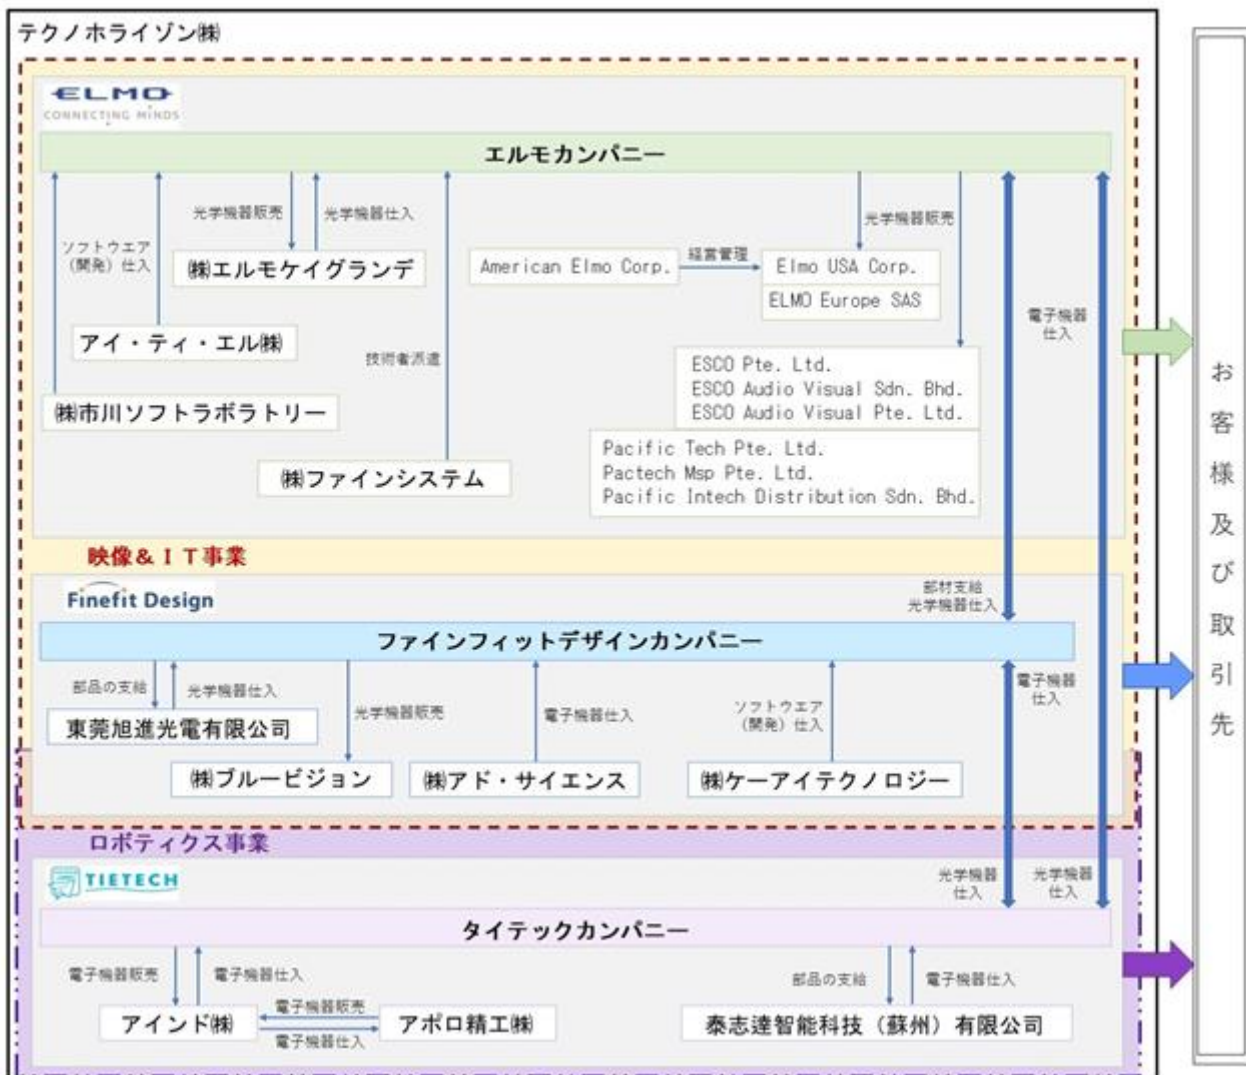 テクノホライゾン㈱
ELMO
CONNECTING MINDS
エルモカンパニー
光学機器販売
光学機器仕入
光学機器販売
ソフトウエア
(開発)仕入
㈱エルモケイグランデ
American Elmo Corp.
経営管理
Elmo USA Corp.
ELMO Europe SAS
電子機器
仕入
アイ・ティ・エル㈱
技術者派遣
ESCO Pte. Ltd.
ESCO Audio Visual Sdn. Bhd.
ESCO Audio Visual Pte. Ltd.
㈱市川ソフトラボラトリー
Pacific Tech Pte. Ltd.
Pactech Msp Pte. Ltd.
Pacific Intech Distribution Sdn. Bhd.
㈱ファインシステム
映像&IT事業
Finefit Design
部材支給
光学機器仕入
ファインフィットデザインカンパニー
部品の支給
光学機器仕入
光学機器販売
電子機器仕入
ソフトウエア
(開発)仕入
電子機器
仕入
東莞旭進光電有限公司
㈱ブルービジョン
㈱アド・サイエンス
㈱ケーアイテクノロジー
ロボティクス事業
TIETECH
光学機器
仕入
光学機器
仕入
タイテックカンパニー
電子機器販売
電子機器仕入
部品の支給
電子機器仕入
アインド㈱
電子機器販売
電子機器仕入
アポロ精工㈱
泰志達智能科技(蘇州)有限公司
お客様及び取引先